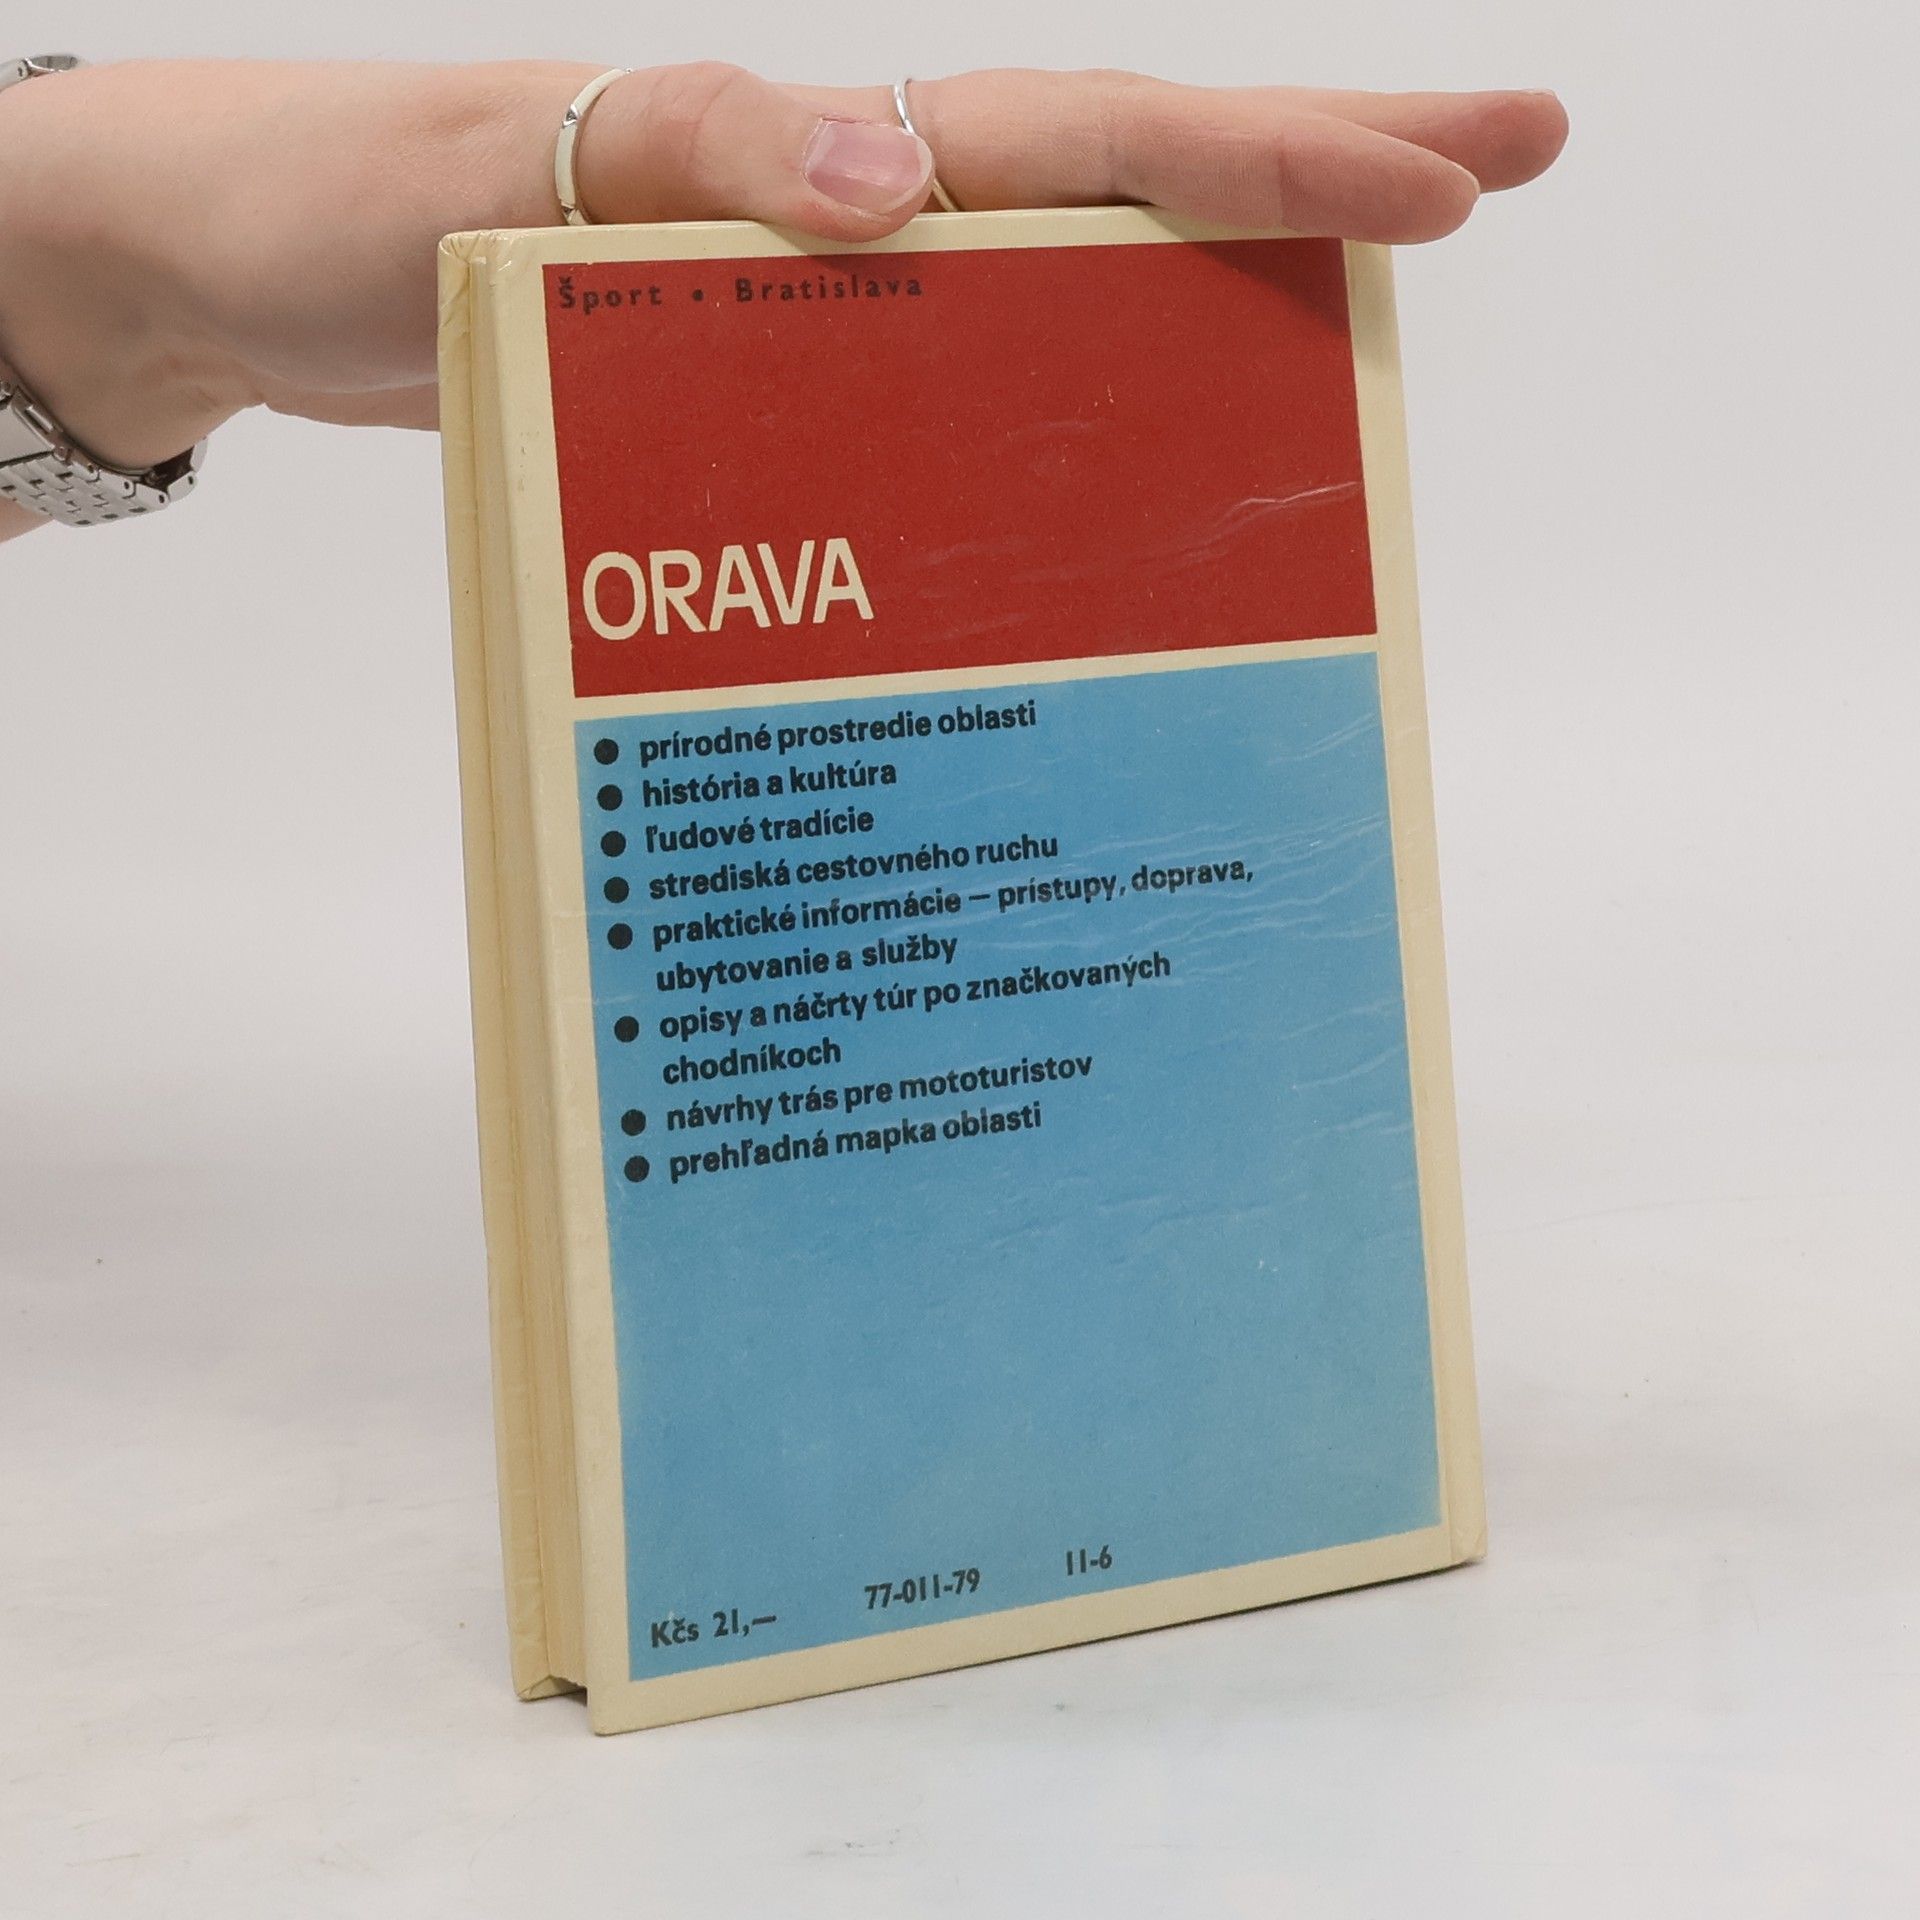 Šport • Bratislava
ORAVA
● prírodné prostredie oblasti
● história a kultúra
● ľudové tradície
● strediská cestovného ruchu
● praktické informácie – prístupy, doprava,
ubytovanie a služby
● opisy a náčrty túr po značkovaných
chodníkoch
● návrhy trás pre mototuristov
● prehľadná mapka oblasti
Kčs 21,— 77-011-79 11-6